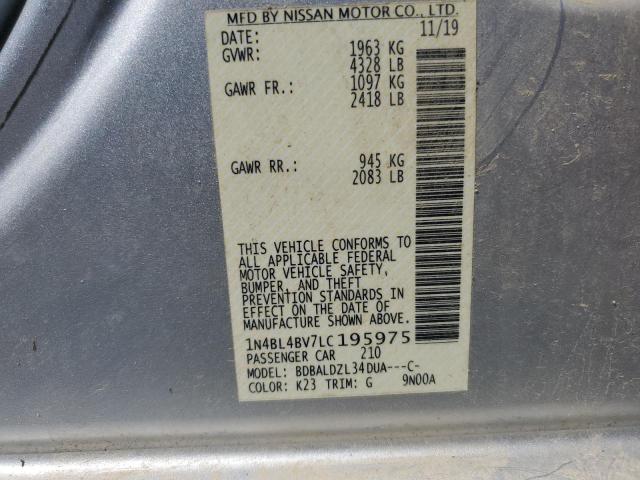 MFD BY NISSAN MOTOR CO., LTD.
DATE: 11/19
GVWR: 1963 KG
4328 LB
GAWR FR.: 1097 KG
2418 LB
GAWR RR.: 945 KG
2083 LB
THIS VEHICLE CONFORMS TO
ALL APPLICABLE FEDERAL
MOTOR VEHICLE SAFETY,
BUMPER, AND THEFT
PREVENTION STANDARDS IN
EFFECT ON THE DATE OF
MANUFACTURE SHOWN ABOVE.
1N4BL4BV7LC195975
PASSENGER CAR 210
MODEL: BDBALDZL34DUA---C-
COLOR: K23 TRIM: G 9N00A